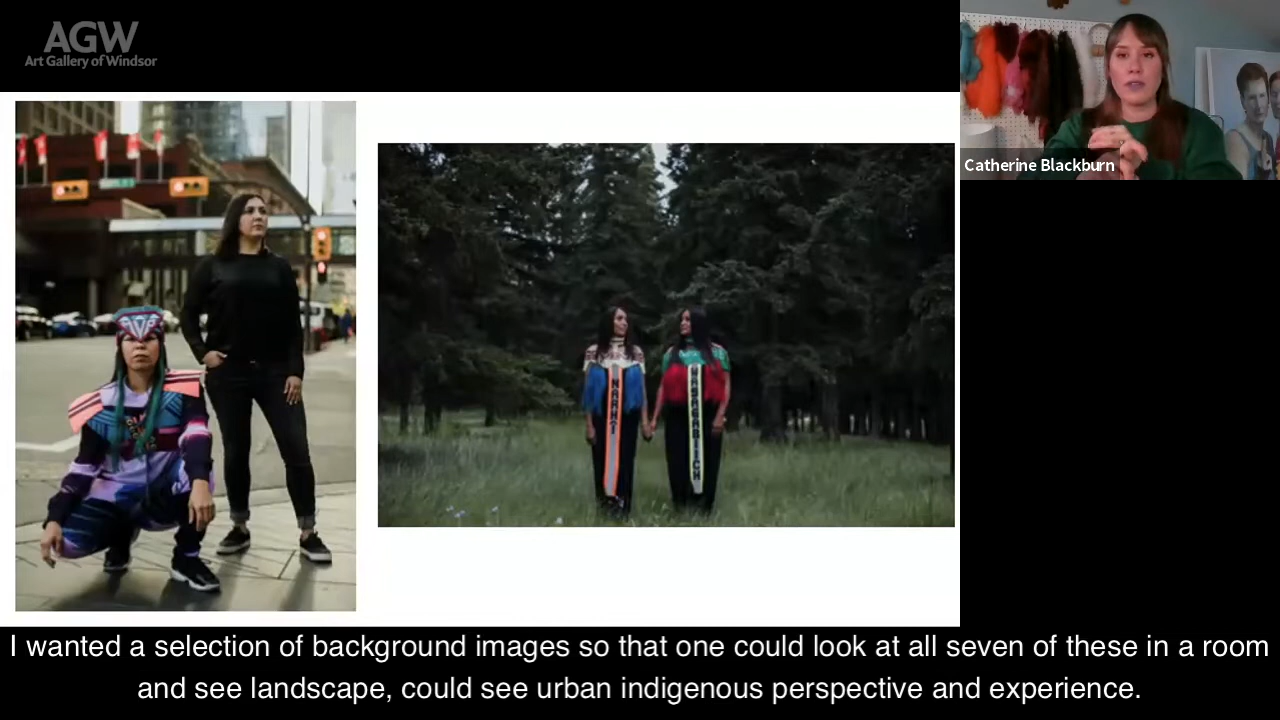 AGW
Art Gallery of Windsor
Catherine Blackburn
I wanted a selection of background images so that one could look at all seven of these in a room
and see landscape, could see urban indigenous perspective and experience.